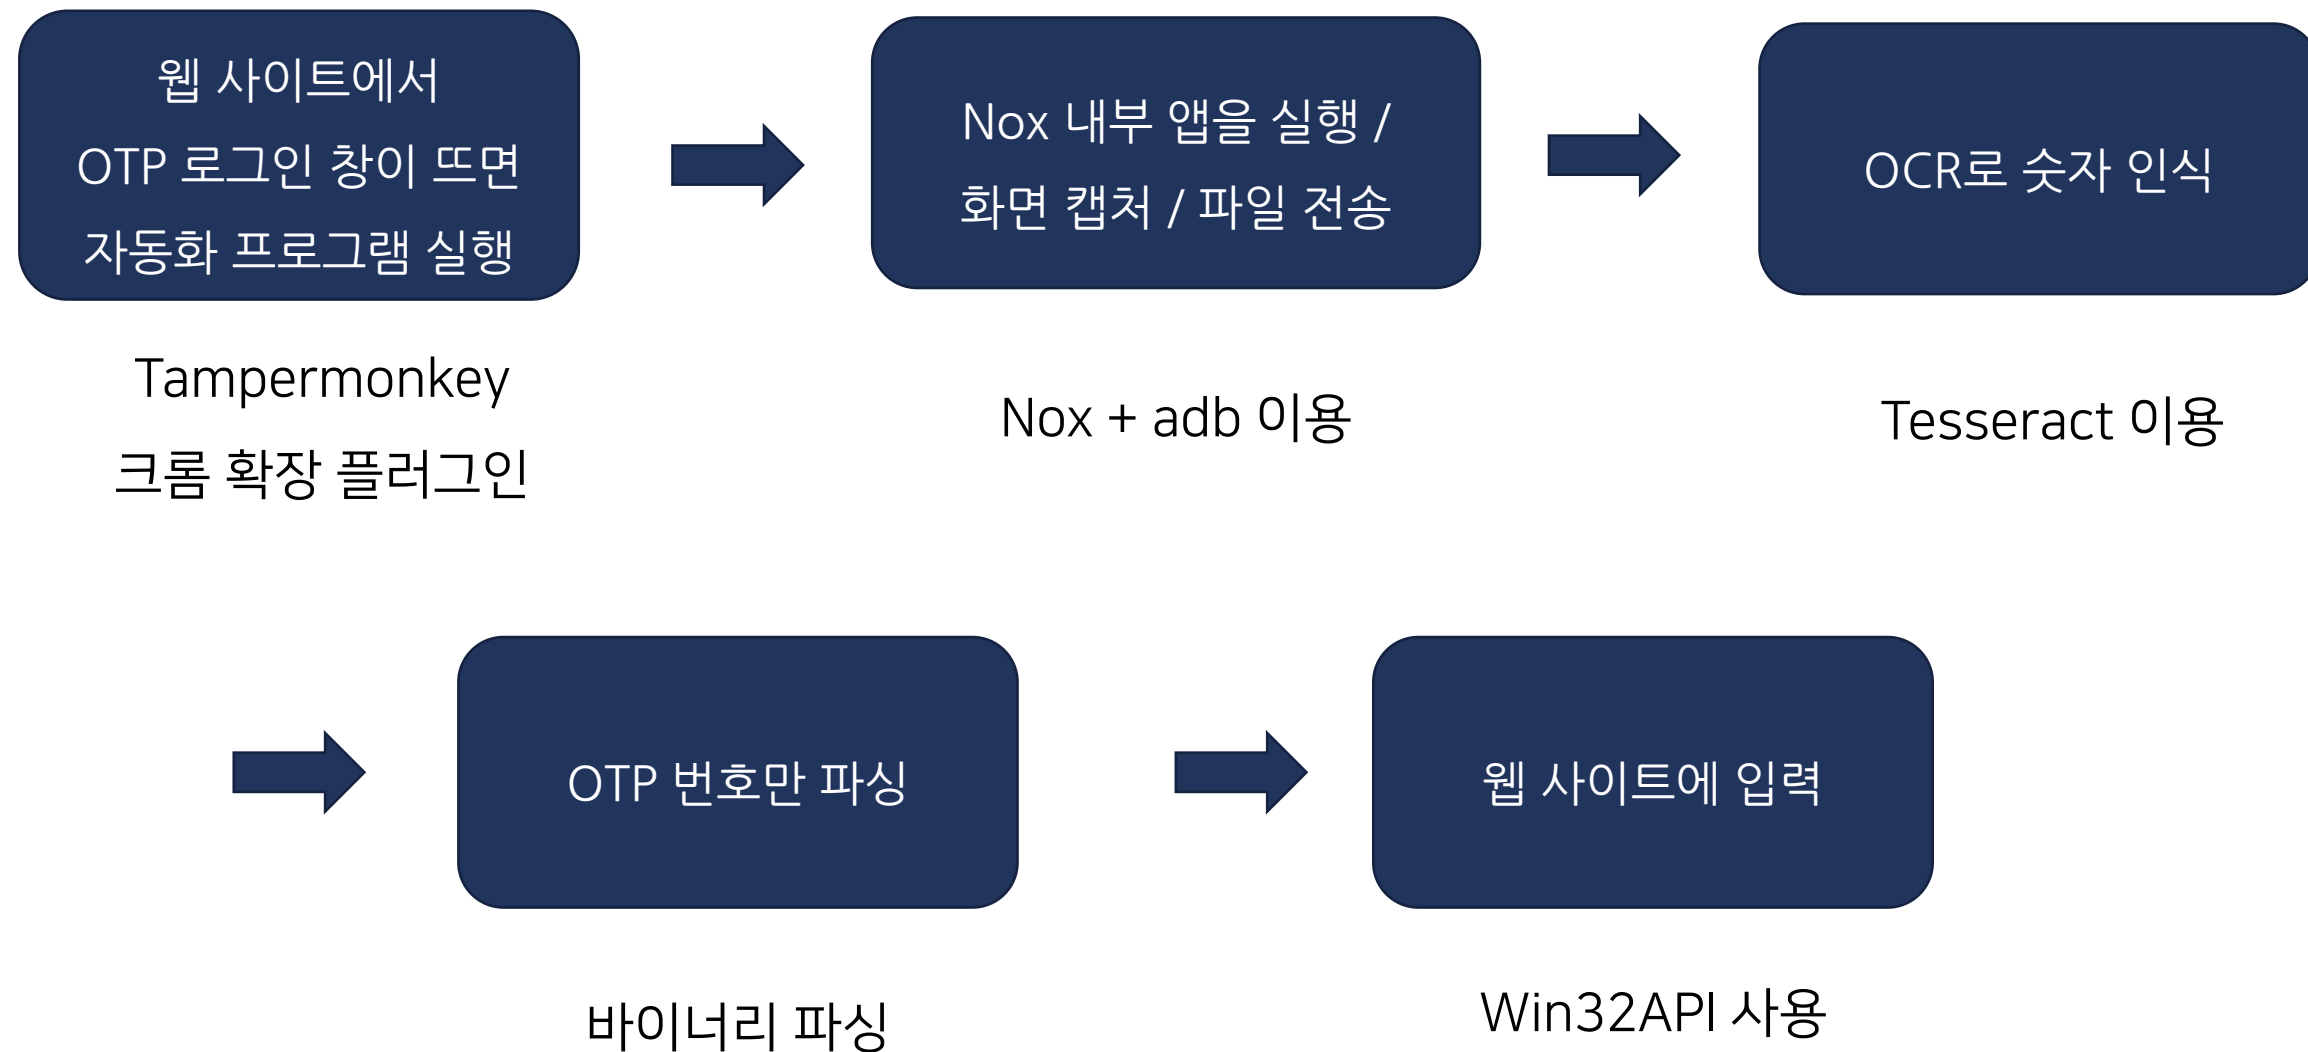 웹 사이트에서
OTP 로그인 창이 뜨면
자동화 프로그램 실행
Nox 내부 앱을 실행 /
화면 캡처 / 파일 전송
OCR로 숫자 인식
Tampermonkey
크롬 확장 플러그인
Nox + adb 이용
Tesseract 이용
OTP 번호만 파싱
웹 사이트에 입력
바이너리 파싱
Win32API 사용